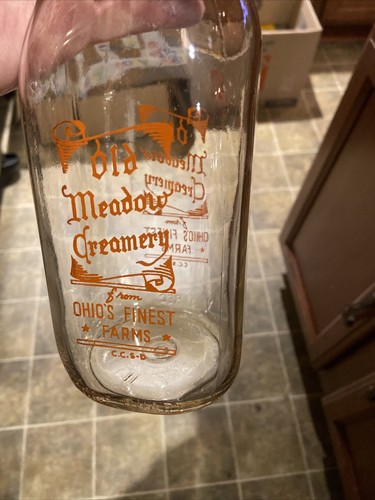 Old
Meadow
Creamery
from
OHIO'S FINEST
★ FARMS ★
C.C.S-D